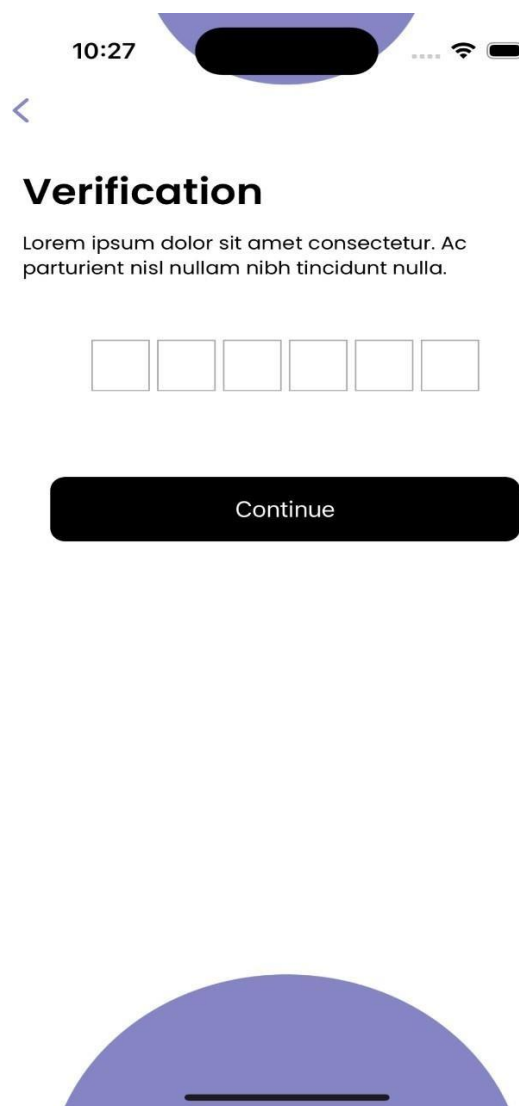 10:27
Verification
Lorem ipsum dolor sit amet consectetur. Ac
parturient nisl nullam nibh tincidunt nulla.
Continue